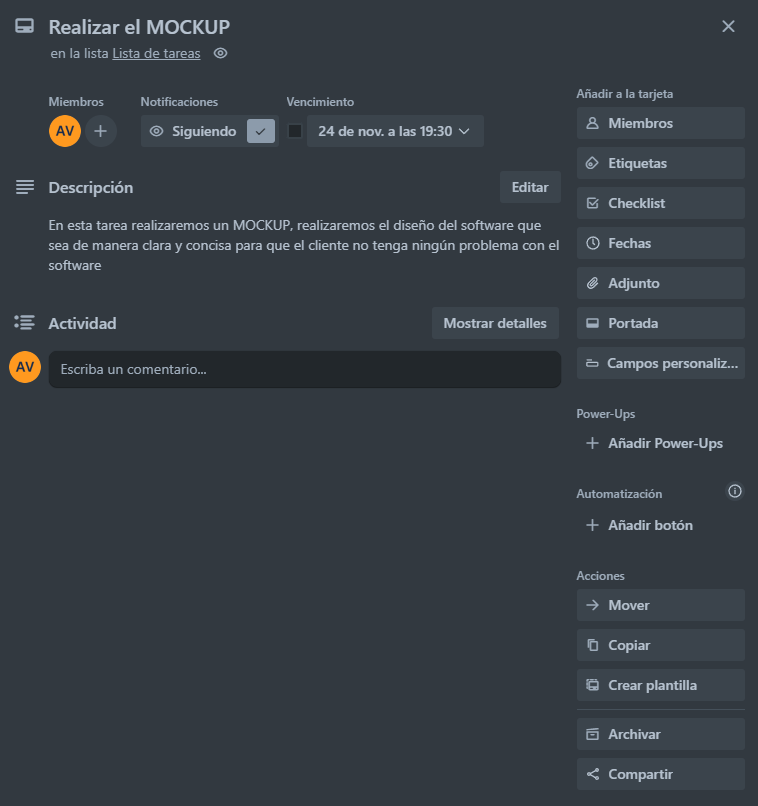 Realizar el MOCKUP
en la lista Lista de tareas
Miembros
AV
Notificaciones
Siguiendo
Vencimiento
24 de nov. a las 19:30
Descripción
Editar
En esta tarea realizaremos un MOCKUP, realizaremos el diseño del software que
sea de manera clara y concisa para que el cliente no tenga ningún problema con el
software
Actividad
Mostrar detalles
AV
Escriba un comentario...
Añadir a la tarjeta
Miembros
Etiquetas
Checklist
Fechas
Adjunto
Portada
Campos personaliz...
Power-Ups
Añadir Power-Ups
Automatización
Añadir botón
Acciones
Mover
Copiar
Crear plantilla
Archivar
Compartir